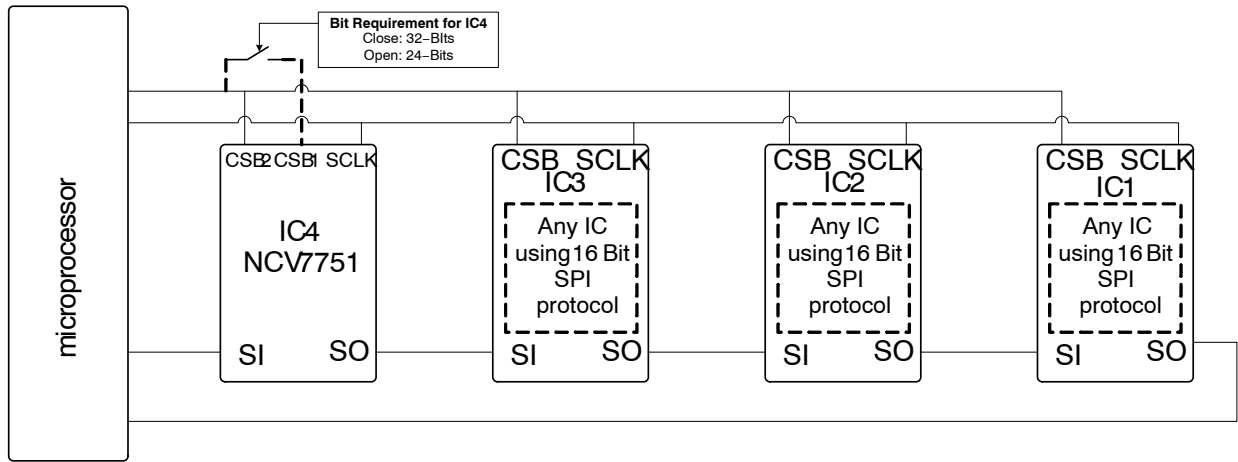 Bit Requirement for IC4
Close: 32–BIts
Open: 24–Bits
microprocessor
CSB2 CSB1 SCLK
IC4
NCV7751
SI SO
CSB SCLK
IC3
Any IC
using 16 Bit
SPI
protocol
SI SO
CSB SCLK
IC2
Any IC
using 16 Bit
SPI
protocol
SI SO
CSB SCLK
IC1
Any IC
using 16 Bit
SPI
protocol
SI SO